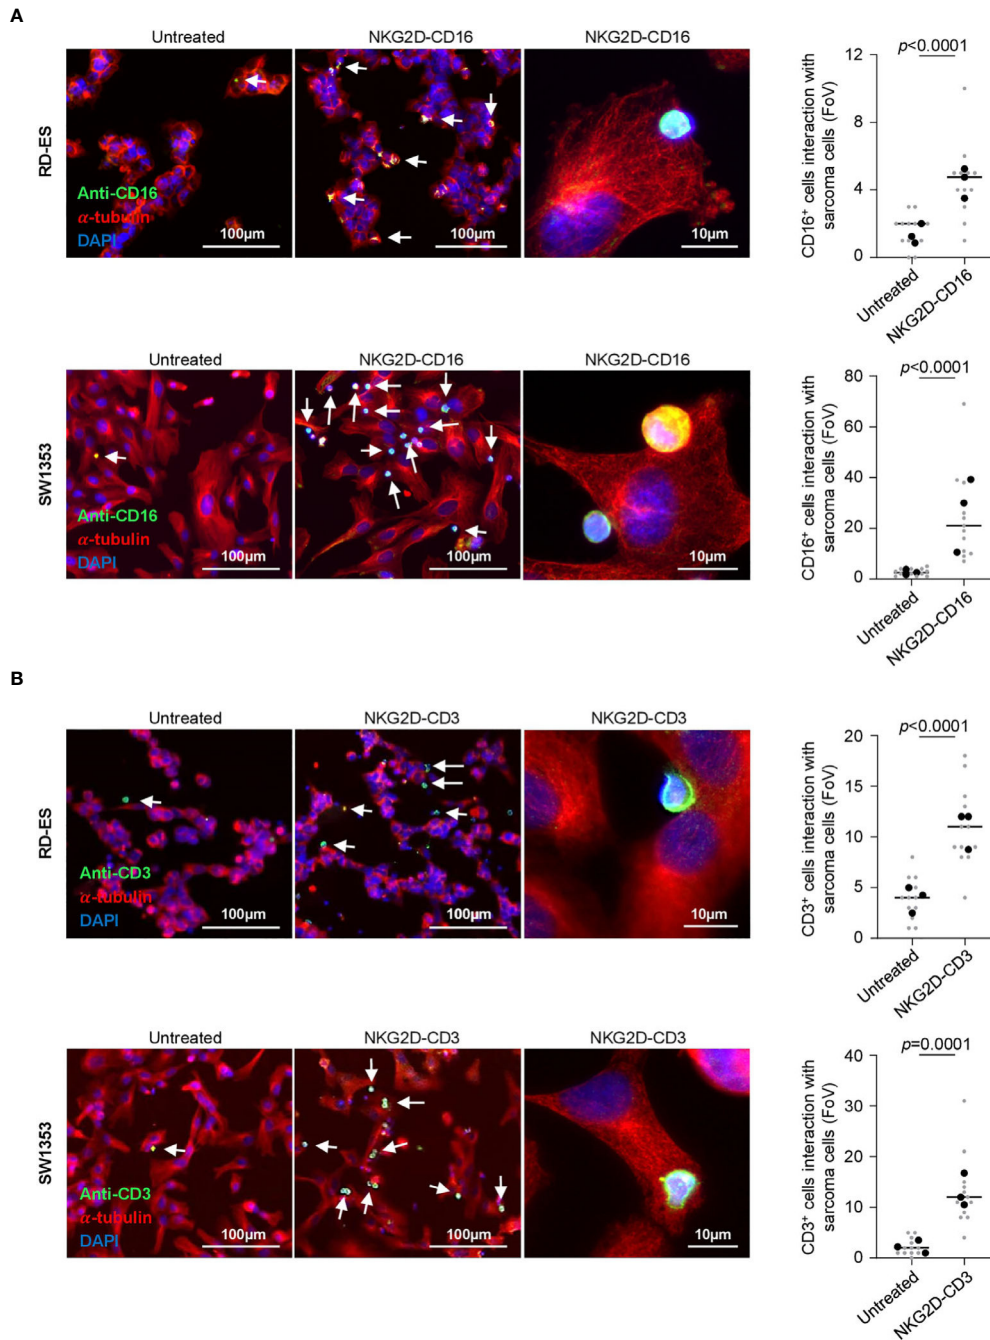 A
Untreated
NKG2D-CD16
NKG2D-CD16
RD-ES
Anti-CD16
α-tubulin
DAPI
100µm
100µm
10µm
p<0.0001
CD16⁺ cells interaction with
sarcoma cells (FoV)
12
8
4
0
Untreated
NKG2D-CD16
Untreated
NKG2D-CD16
NKG2D-CD16
SW1353
Anti-CD16
α-tubulin
DAPI
100µm
100µm
10µm
p<0.0001
CD16⁺ cells interaction with
sarcoma cells (FoV)
80
60
40
20
0
Untreated
NKG2D-CD16
B
Untreated
NKG2D-CD3
NKG2D-CD3
RD-ES
Anti-CD3
α-tubulin
DAPI
100µm
100µm
10µm
p<0.0001
CD3⁺ cells interaction with
sarcoma cells (FoV)
20
15
10
5
0
Untreated
NKG2D-CD3
Untreated
NKG2D-CD3
NKG2D-CD3
SW1353
Anti-CD3
α-tubulin
DAPI
100µm
100µm
10µm
p=0.0001
CD3⁺ cells interaction with
sarcoma cells (FoV)
40
30
20
10
0
Untreated
NKG2D-CD3